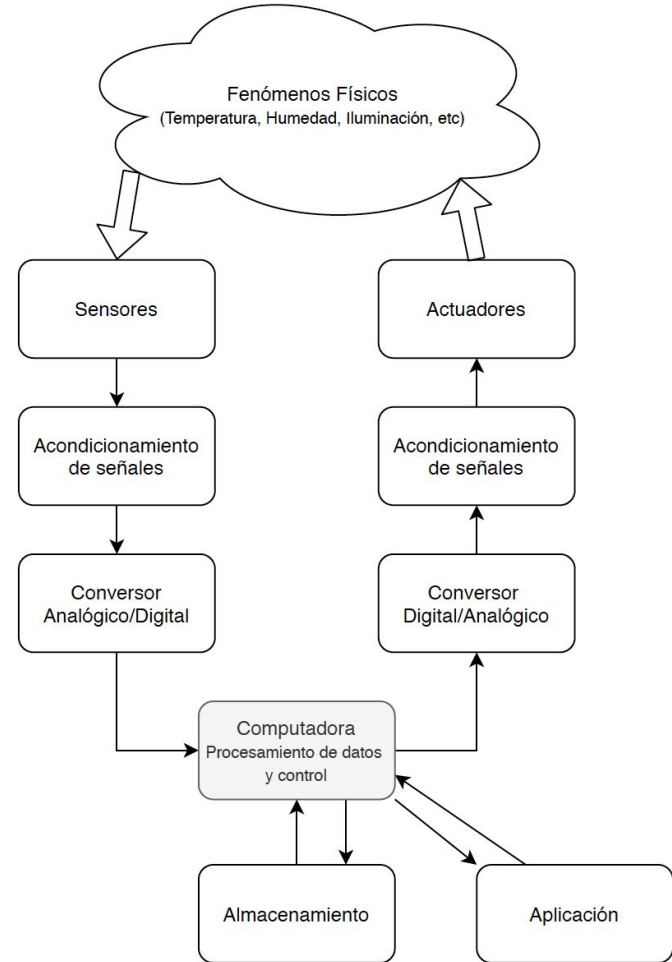 Fenómenos Físicos
(Temperatura, Humedad, Iluminación, etc)
Sensores
Actuadores
Acondicionamiento
de señales
Acondicionamiento
de señales
Conversor
Analógico/Digital
Conversor
Digital/Analógico
Computadora
Procesamiento de datos
y control
Almacenamiento
Aplicación